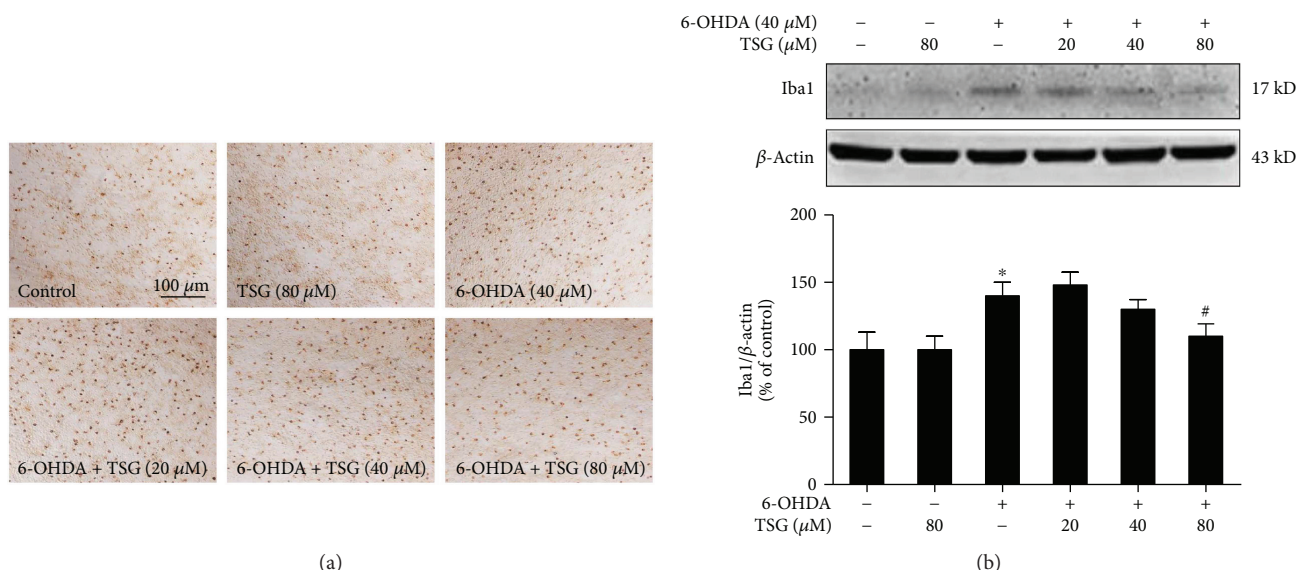 Control
100 μm
TSG (80 μM)
6-OHDA (40 μM)
6-OHDA + TSG (20 μM)
6-OHDA + TSG (40 μM)
6-OHDA + TSG (80 μM)
(a)
6-OHDA (40 μM) – – + + + +
TSG (μM) – 80 – 20 40 80
Iba1 17 kD
β-Actin 43 kD
Iba1/β-actin
(% of control)
200
150
100
50
0
*
#
6-OHDA – – + + + +
TSG (μM) – 80 – 20 40 80
(b)